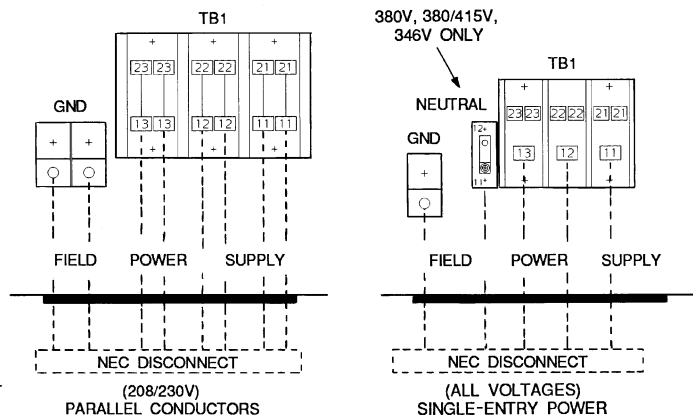 TB1
23 23 22 22 21 21
GND
13 13 12 12 11 11
FIELD POWER SUPPLY
NEC DISCONNECT
(208/230V)
PARALLEL CONDUCTORS
380V, 380/415V,
346V ONLY
TB1
NEUTRAL
23 23 22 22 21 21
GND
12+
13 12 11
11+
FIELD POWER SUPPLY
NEC DISCONNECT
(ALL VOLTAGES)
SINGLE-ENTRY POWER